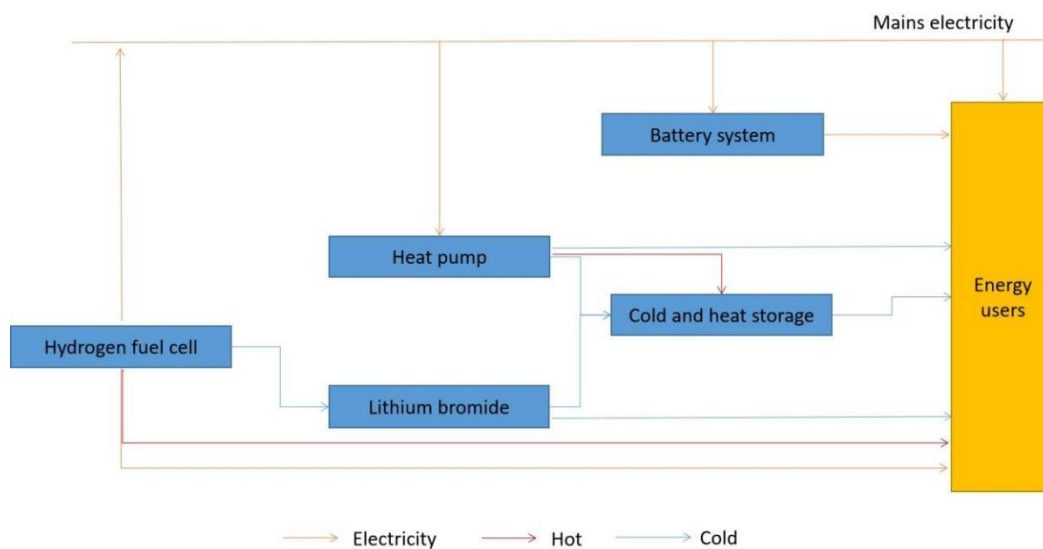 Mains electricity
Battery system
Heat pump
Cold and heat storage
Energy
users
Hydrogen fuel cell
Lithium bromide
Electricity
Hot
Cold